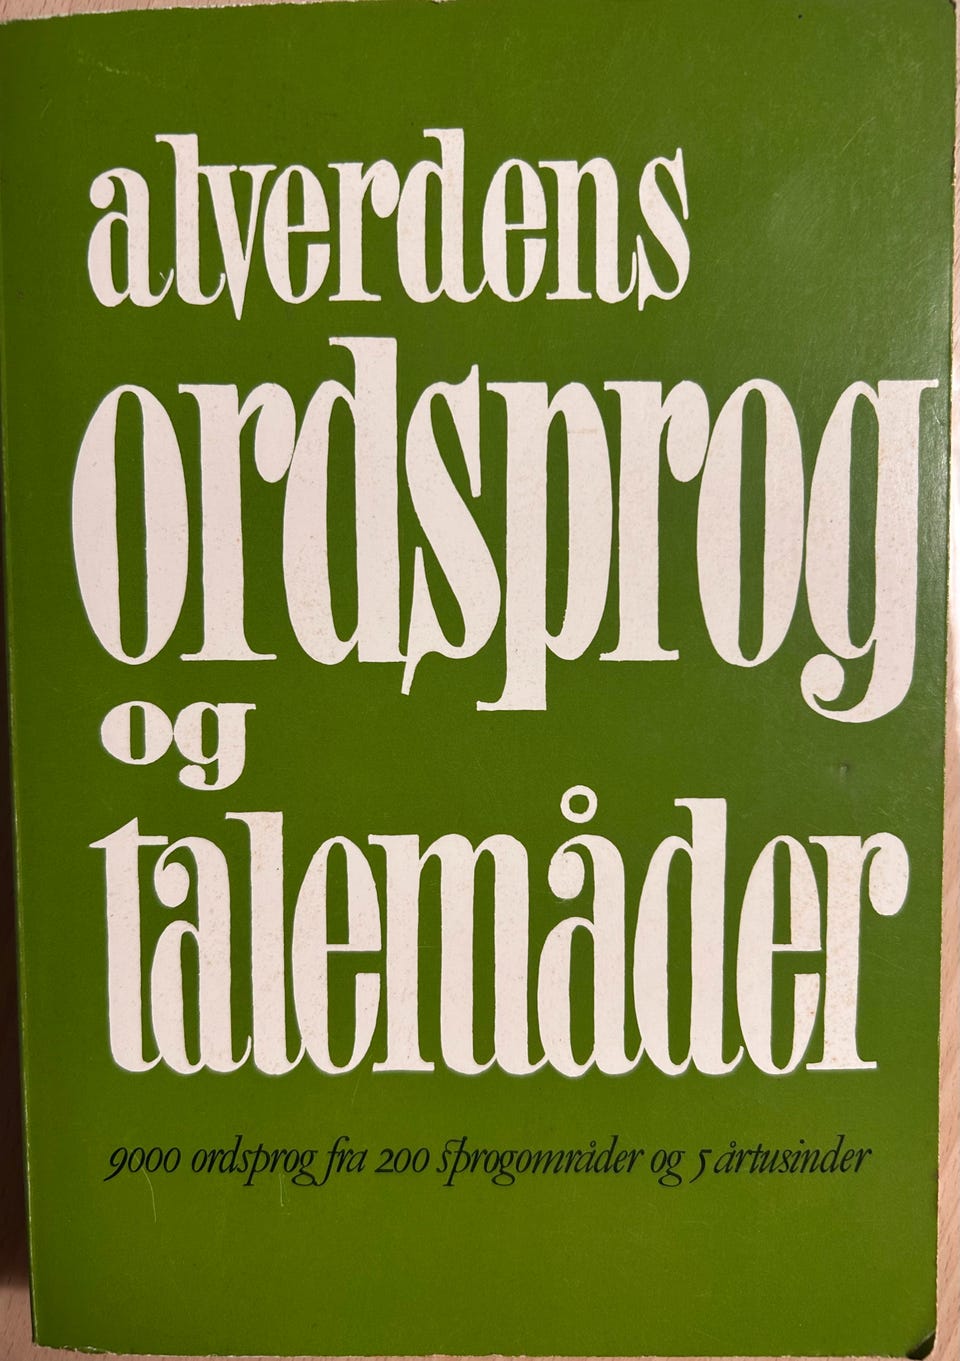 alverdens
ordsprog
og
talemåder
9000 ordsprog fra 200 sprogområder og 5 årtusinder